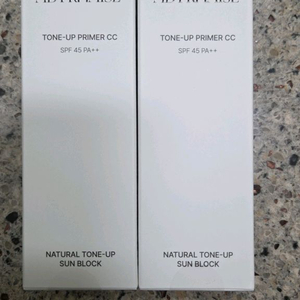 TONE-UP PRIMER CC
SPF 45 PA++
NATURAL TONE-UP
SUN BLOCK
TONE-UP PRIMER CC
SPF 45 PA++
NATURAL TONE-UP
SUN BLOCK